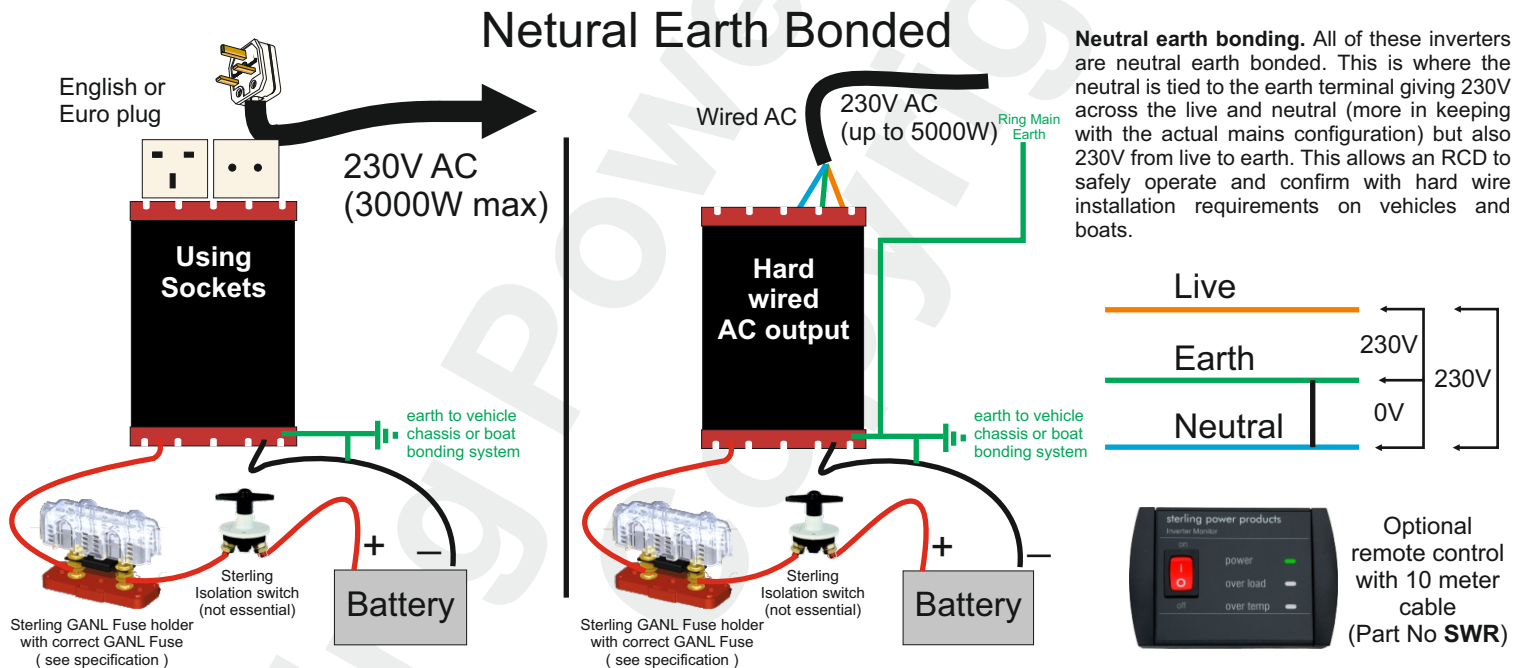 Netural Earth Bonded
English or
Euro plug
230V AC
(3000W max)
Using
Sockets
earth to vehicle
chassis or boat
bonding system
+
–
Sterling
Isolation switch
(not essential)
Battery
Sterling GANL Fuse holder
with correct GANL Fuse
( see specification )
Wired AC
230V AC
(up to 5000W)
Ring Main
Earth
Hard
wired
AC output
earth to vehicle
chassis or boat
bonding system
+
–
Sterling
Isolation switch
(not essential)
Battery
Sterling GANL Fuse holder
with correct GANL Fuse
( see specification )
Neutral earth bonding. All of these inverters
are neutral earth bonded. This is where the
neutral is tied to the earth terminal giving 230V
across the live and neutral (more in keeping
with the actual mains configuration) but also
230V from live to earth. This allows an RCD to
safely operate and confirm with hard wire
installation requirements on vehicles and
boats.
Live
Earth
Neutral
230V
0V
230V
sterling power products
Inverter Monitor
on
I
O
off
power
over load
over temp
Optional
remote control
with 10 meter
cable
(Part No SWR)